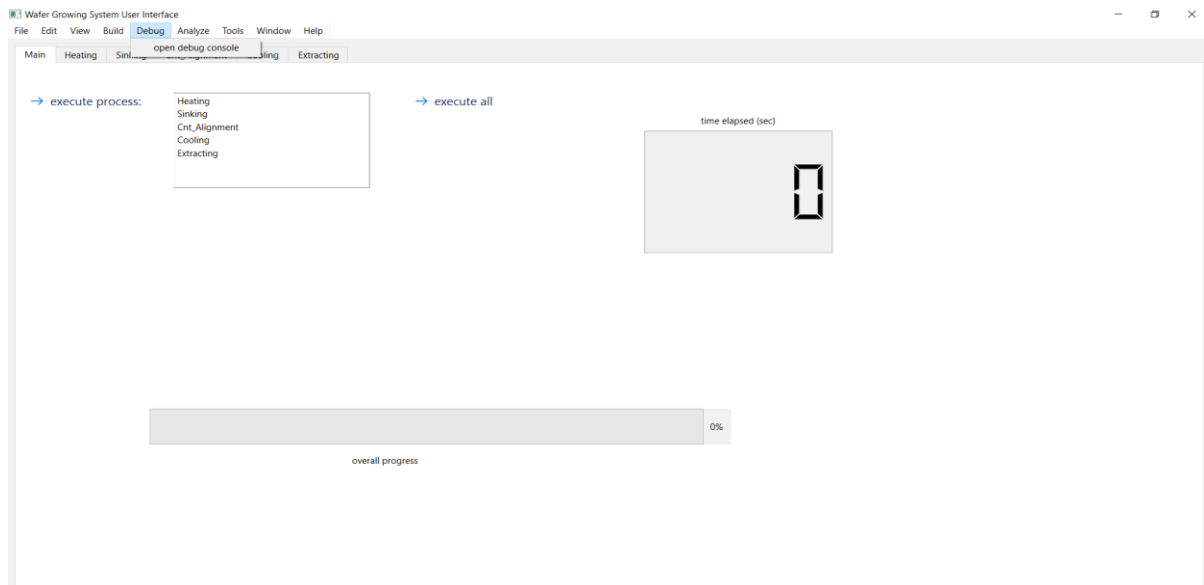 Wafer Growing System User Interface
File Edit View Build Debug Analyze Tools Window Help
open debug console
Main Heating Extracting
execute process:
Heating
Sinking
Cnt_Alignment
Cooling
Extracting
execute all
time elapsed (sec)
0
0%
overall progress